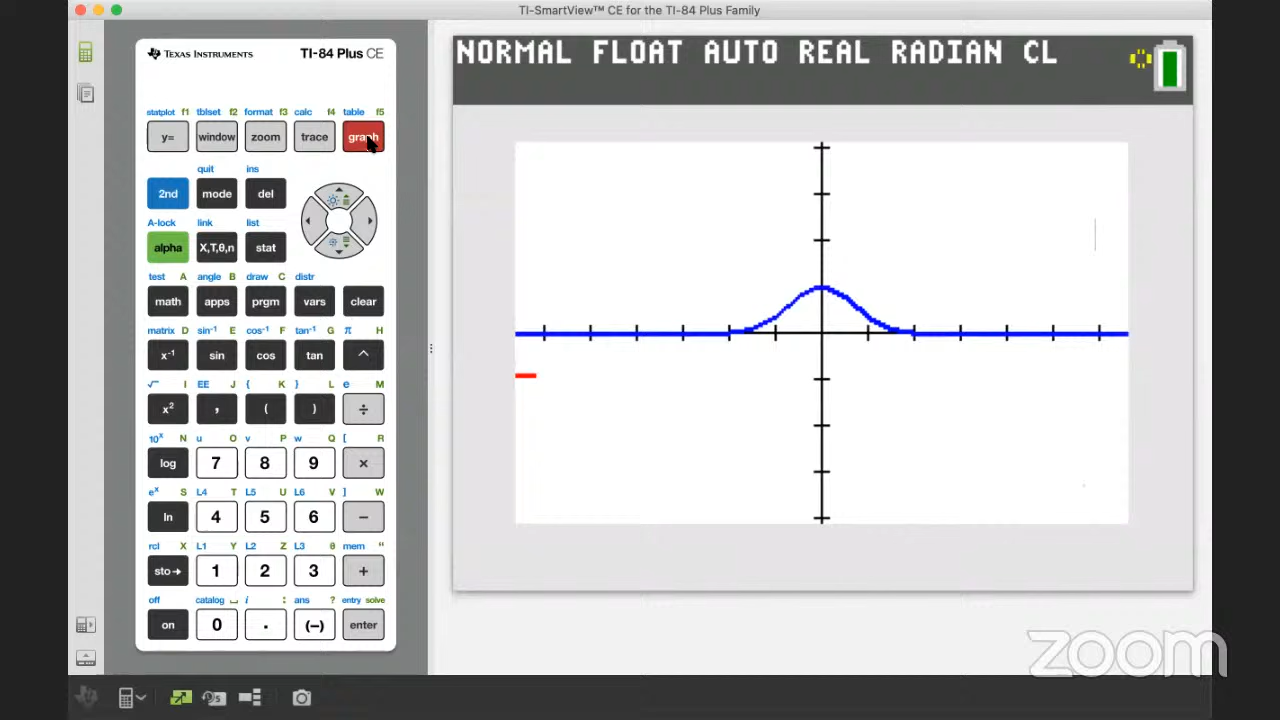 TI-SmartView™ CE for the TI-84 Plus Family
TEXAS INSTRUMENTS TI-84 Plus CE
NORMAL FLOAT AUTO REAL RADIAN CL
statplot f1 tblset f2 format f3 calc f4 table f5
y= window zoom trace graph
quit ins
2nd mode del
A-lock link list
alpha X,T,θ,n stat
test A angle B draw C distr
math apps prgm vars clear
matrix D sin⁻¹ E cos⁻¹ F tan⁻¹ G π H
x⁻¹ sin cos tan ^
√ I EE J { K } L e M
x² , ( ) ÷
10ˣ N u O v P w Q [ R
log 7 8 9 ×
eˣ S L4 T L5 U L6 V ] W
ln 4 5 6 −
rcl X L1 Y L2 Z L3 θ mem "
sto→ 1 2 3 +
off catalog ⎵ i : ans ? entry solve
on 0 . (−) enter
zoom